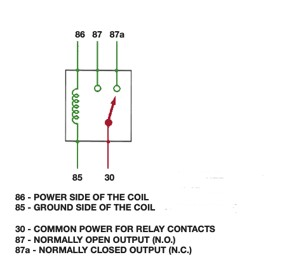 86 87 87a
85 30
86 - POWER SIDE OF THE COIL
85 - GROUND SIDE OF THE COIL
30 - COMMON POWER FOR RELAY CONTACTS
87 - NORMALLY OPEN OUTPUT (N.O.)
87a - NORMALLY CLOSED OUTPUT (N.C.)